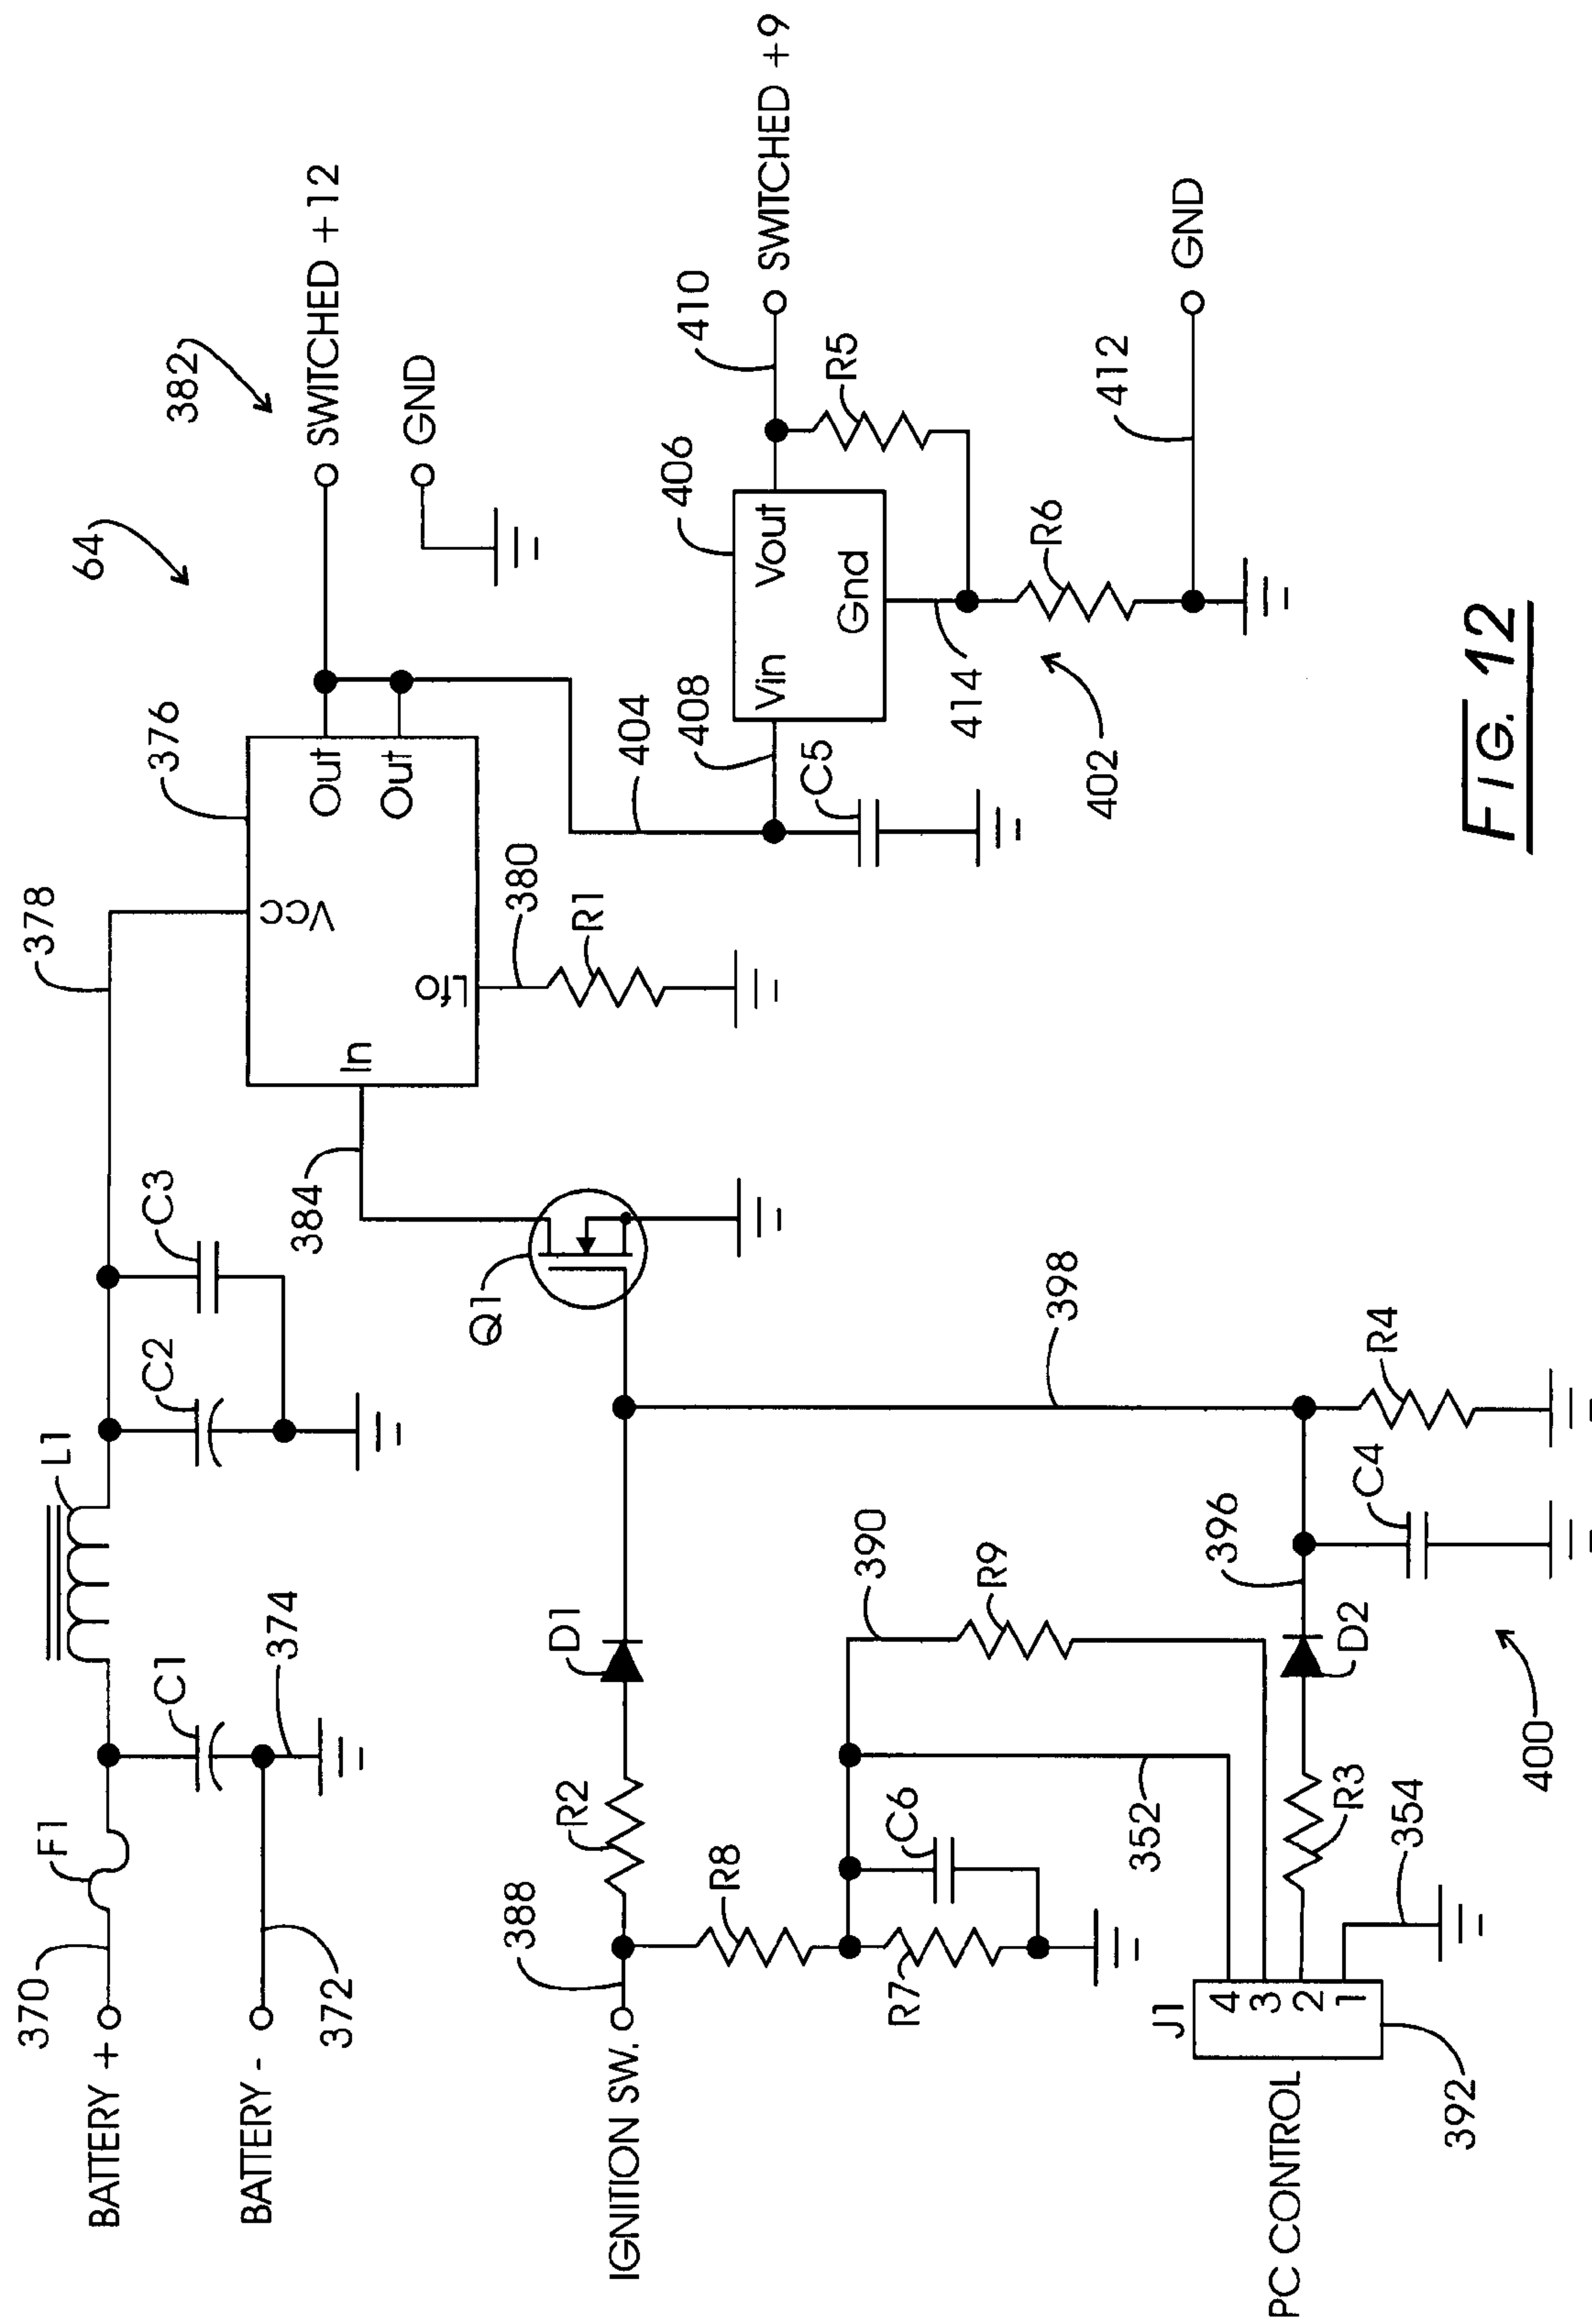 64
382
370
F1
L1
C2
C3
378
376
BATTERY +
C1
Vcc
Out
SWITCHED +12
BATTERY -
372
374
384
In
Lfo
Out
GND
380
R1
404
408
406
410
Q1
388
R2
D1
IGNITION SW.
Vin
Vout
SWITCHED +9
C5
Gnd
R5
R8
390
398
414
R6
402
412
GND
R7
C6
R9
352
396
J1
4
3
2
1
PC CONTROL
R3
D2
C4
R4
392
354
400
FIG. 12